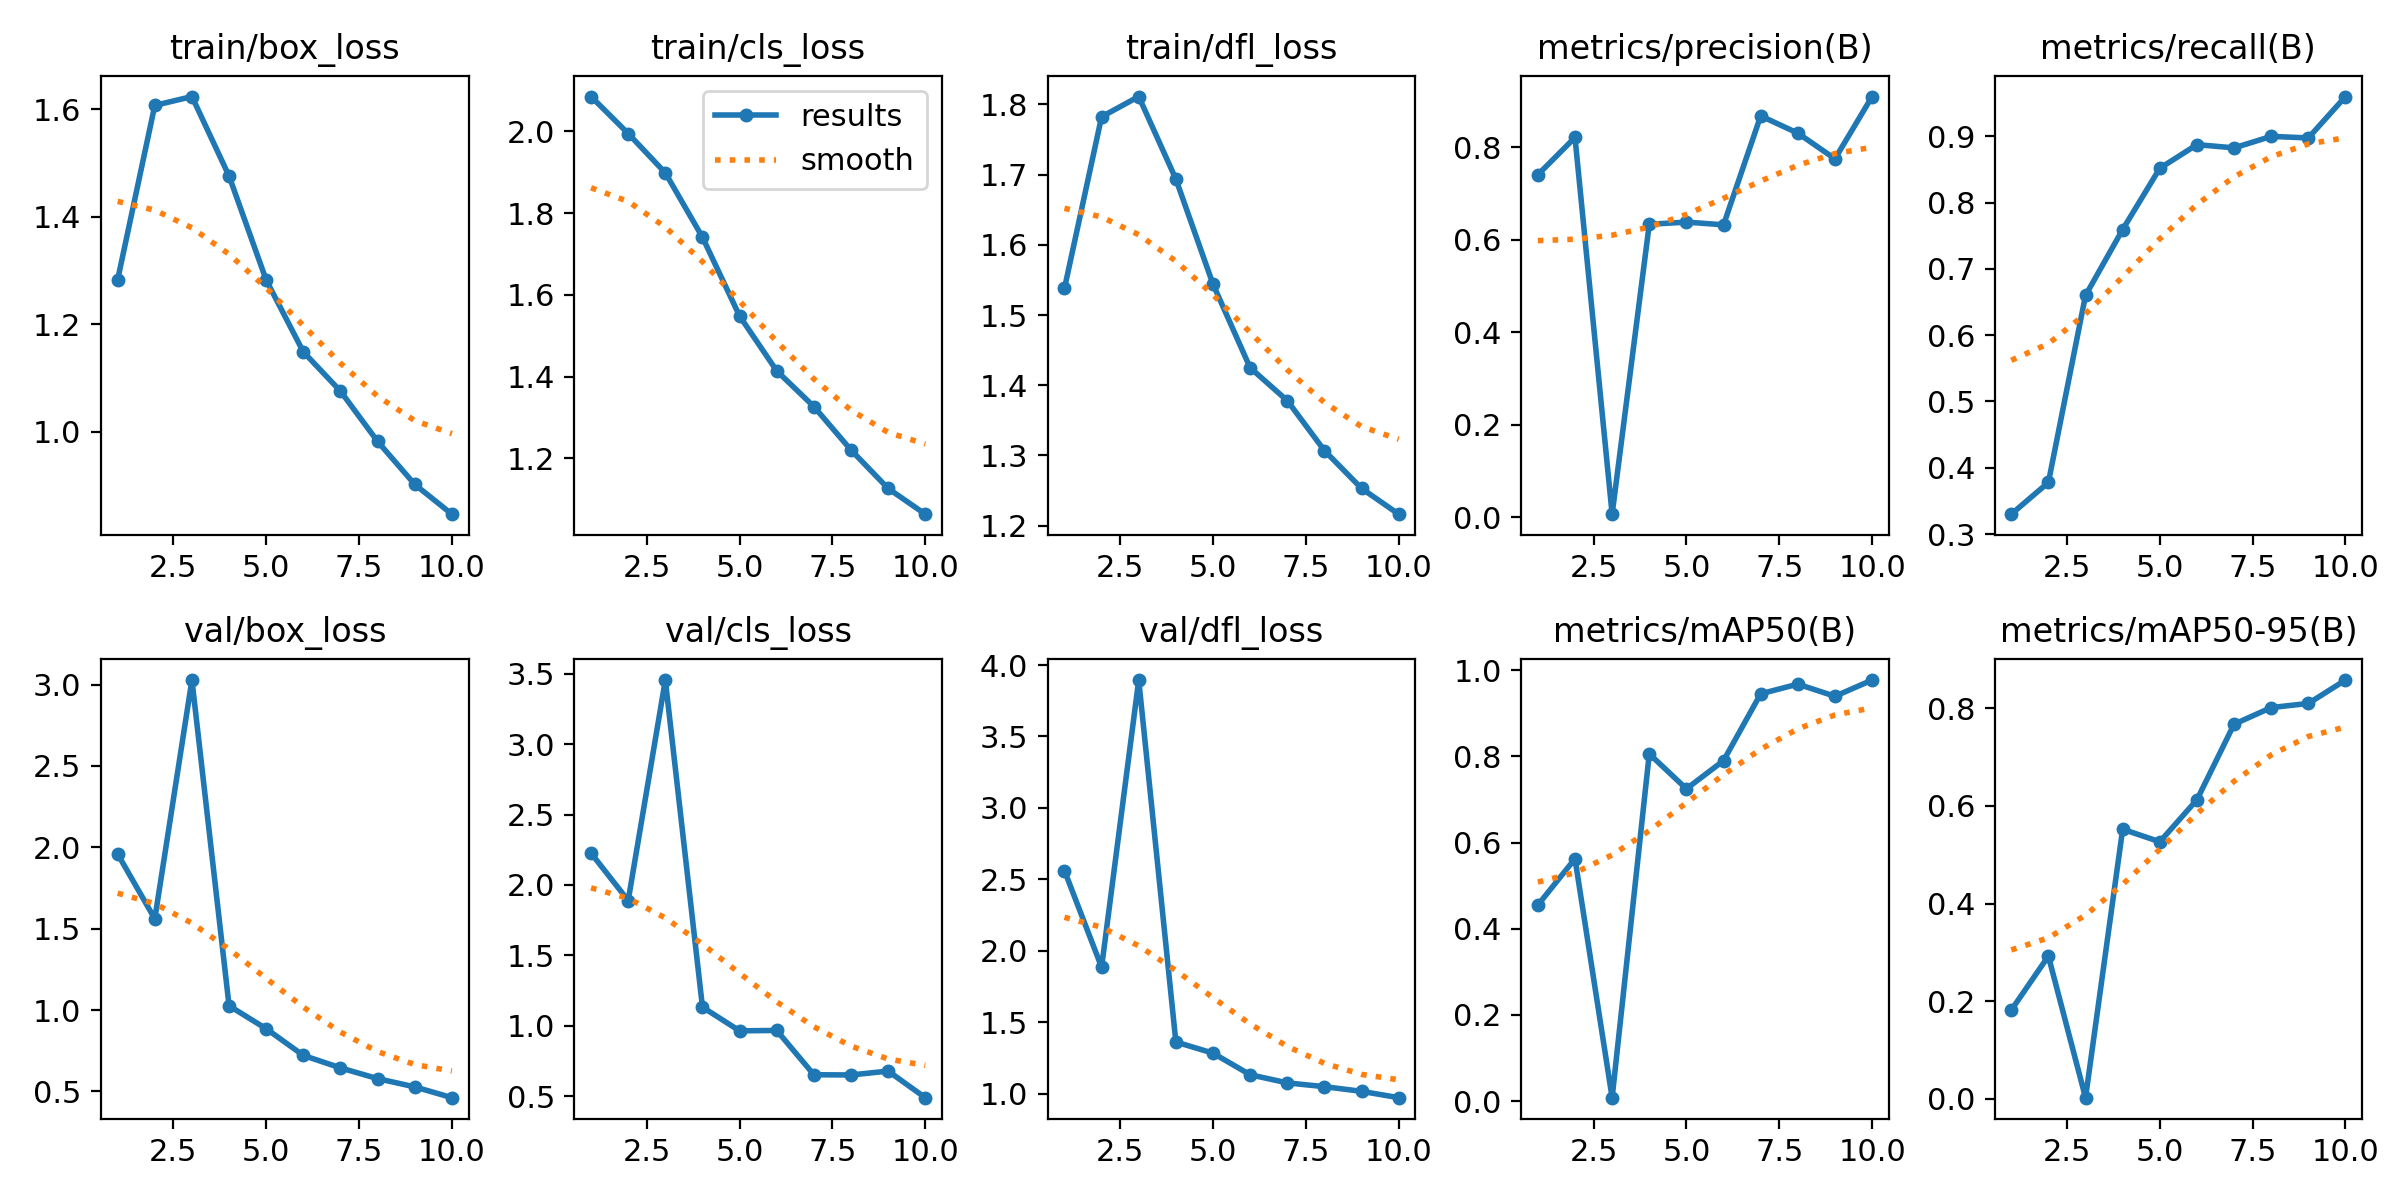 train/box_loss
train/cls_loss
train/dfl_loss
metrics/precision(B)
metrics/recall(B)
1.6
1.4
1.2
1.0
2.5 5.0 7.5 10.0
results
smooth
2.0
1.8
1.6
1.4
1.2
2.5 5.0 7.5 10.0
1.8
1.7
1.6
1.5
1.4
1.3
1.2
2.5 5.0 7.5 10.0
0.8
0.6
0.4
0.2
0.0
2.5 5.0 7.5 10.0
0.9
0.8
0.7
0.6
0.5
0.4
0.3
2.5 5.0 7.5 10.0
val/box_loss
val/cls_loss
val/dfl_loss
metrics/mAP50(B)
metrics/mAP50-95(B)
3.0
2.5
2.0
1.5
1.0
0.5
2.5 5.0 7.5 10.0
3.5
3.0
2.5
2.0
1.5
1.0
0.5
2.5 5.0 7.5 10.0
4.0
3.5
3.0
2.5
2.0
1.5
1.0
2.5 5.0 7.5 10.0
1.0
0.8
0.6
0.4
0.2
0.0
2.5 5.0 7.5 10.0
0.8
0.6
0.4
0.2
0.0
2.5 5.0 7.5 10.0